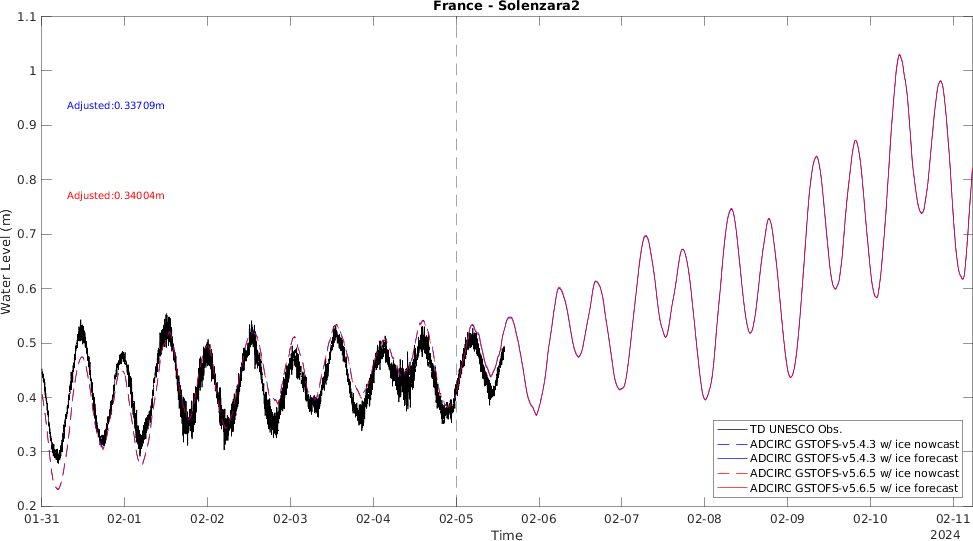 France - Solenzara2
1.1
1
0.9
0.8
0.7
0.6
0.5
0.4
0.3
0.2
Water Level (m)
Adjusted:0.33709m
Adjusted:0.34004m
TD UNESCO Obs.
ADCIRC GSTOFS-v5.4.3 w/ ice nowcast
ADCIRC GSTOFS-v5.4.3 w/ ice forecast
ADCIRC GSTOFS-v5.6.5 w/ ice nowcast
ADCIRC GSTOFS-v5.6.5 w/ ice forecast
01-31 02-01 02-02 02-03 02-04 02-05 02-06 02-07 02-08 02-09 02-10 02-11
Time 2024